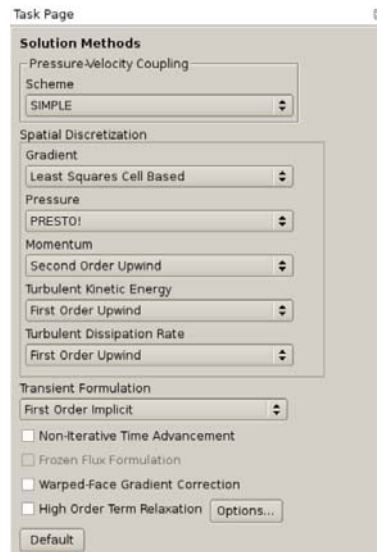 Task Page
Solution Methods
Pressure-Velocity Coupling
Scheme
SIMPLE
Spatial Discretization
Gradient
Least Squares Cell Based
Pressure
PRESTO!
Momentum
Second Order Upwind
Turbulent Kinetic Energy
First Order Upwind
Turbulent Dissipation Rate
First Order Upwind
Transient Formulation
First Order Implicit
Non-Iterative Time Advancement
Frozen Flux Formulation
Warped-Face Gradient Correction
High Order Term Relaxation Options...
Default